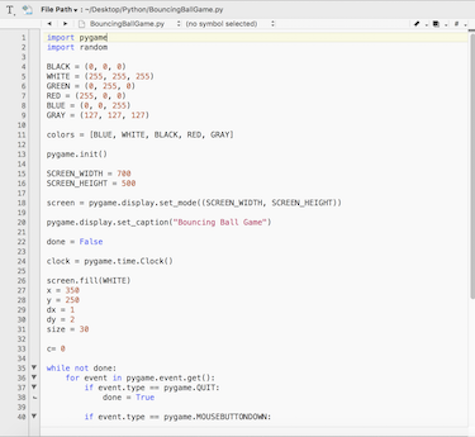 File Path ▾ : ~/Desktop/Python/BouncingBallGame.py
BouncingBallGame.py (no symbol selected)
1 import pygame
2 import random
3
4 BLACK = (0, 0, 0)
5 WHITE = (255, 255, 255)
6 GREEN = (0, 255, 0)
7 RED = (255, 0, 0)
8 BLUE = (0, 0, 255)
9 GRAY = (127, 127, 127)
10
11 colors = [BLUE, WHITE, BLACK, RED, GRAY]
12
13 pygame.init()
14
15 SCREEN_WIDTH = 700
16 SCREEN_HEIGHT = 500
17
18 screen = pygame.display.set_mode((SCREEN_WIDTH, SCREEN_HEIGHT))
19
20 pygame.display.set_caption("Bouncing Ball Game")
21
22 done = False
23
24 clock = pygame.time.Clock()
25
26 screen.fill(WHITE)
27 x = 350
28 y = 250
29 dx = 1
30 dy = 2
31 size = 30
32
33 c= 0
34
35 while not done:
36 for event in pygame.event.get():
37 if event.type == pygame.QUIT:
38 done = True
39
40 if event.type == pygame.MOUSEBUTTONDOWN: